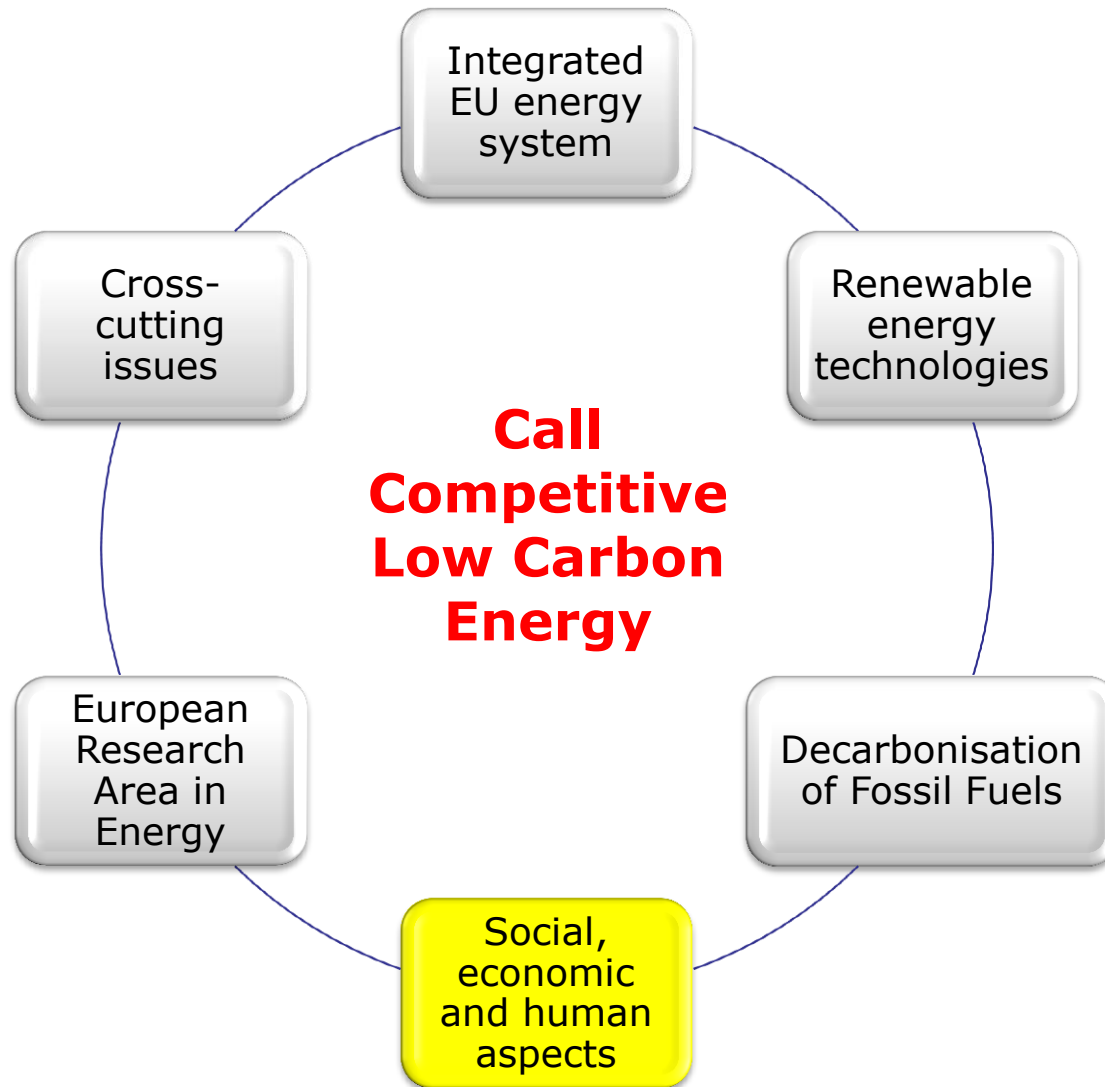 Integrated
EU energy
system
Renewable
energy
technologies
Decarbonisation
of Fossil Fuels
Social,
economic
and human
aspects
European
Research
Area in
Energy
Cross-
cutting
issues
Call
Competitive
Low Carbon
Energy